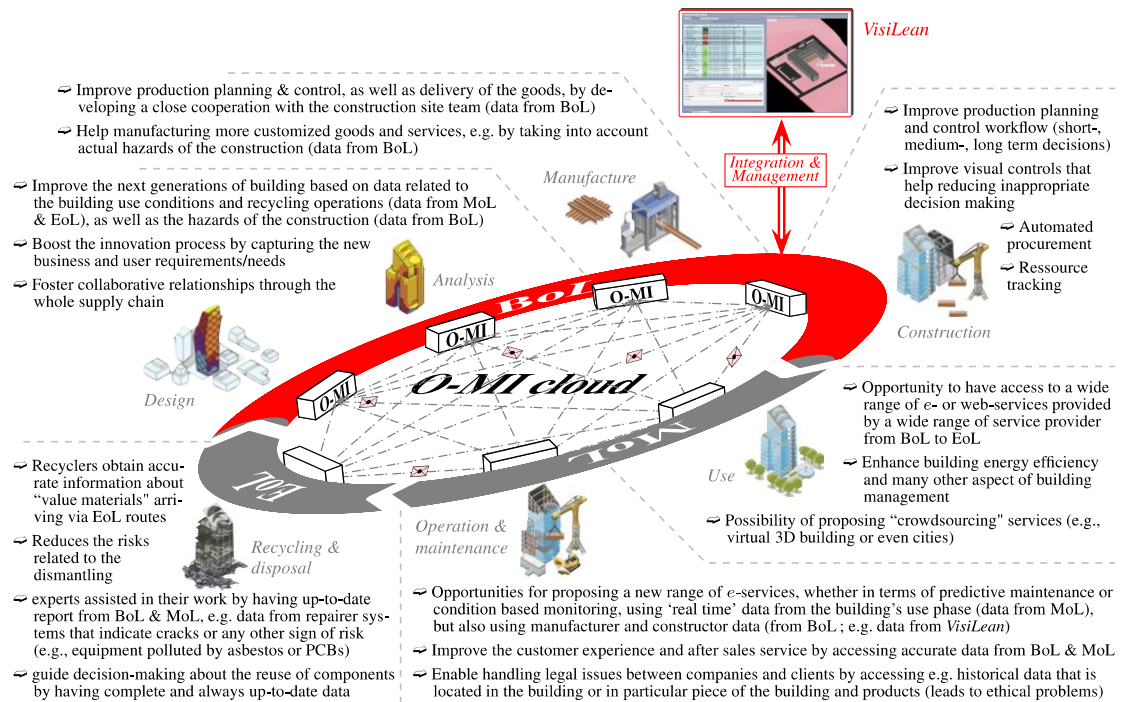 VisiLean
➫ Improve production planning & control, as well as delivery of the goods, by de-
veloping a close cooperation with the construction site team (data from BoL)
➫ Help manufacturing more customized goods and services, e.g. by taking into account
actual hazards of the construction (data from BoL)
➫ Improve production planning
and control workflow (short-,
medium-, long term decisions)
➫ Improve visual controls that
help reducing inappropriate
decision making
➫ Automated
procurement
➫ Ressource
tracking
Integration &
Management
Manufacture
➫ Improve the next generations of building based on data related to
the building use conditions and recycling operations (data from MoL
& EoL), as well as the hazards of the construction (data from BoL)
➫ Boost the innovation process by capturing the new
business and user requirements/needs
➫ Foster collaborative relationships through the
whole supply chain
Analysis
Construction
Design
BoL
O-MI
O-MI
O-MI
O-MI
O-MI cloud
MoL
EoL
➫ Opportunity to have access to a wide
range of e- or web-services provided
by a wide range of service provider
from BoL to EoL
➫ Enhance building energy efficiency
and many other aspect of building
management
➫ Possibility of proposing “crowdsourcing" services (e.g.,
virtual 3D building or even cities)
Use
➫ Recyclers obtain accu-
rate information about
“value materials" arri-
ving via EoL routes
➫ Reduces the risks
related to the
dismantling
➫ experts assisted in their work by having up-to-date
report from BoL & MoL, e.g. data from repairer sys-
tems that indicate cracks or any other sign of risk
(e.g., equipment polluted by asbestos or PCBs)
➫ guide decision-making about the reuse of components
by having complete and always up-to-date data
Recycling &
disposal
Operation &
maintenance
➫ Opportunities for proposing a new range of e-services, whether in terms of predictive maintenance or
condition based monitoring, using ‘real time’ data from the building’s use phase (data from MoL),
but also using manufacturer and constructor data (from BoL ; e.g. data from VisiLean)
➫ Improve the customer experience and after sales service by accessing accurate data from BoL & MoL
➫ Enable handling legal issues between companies and clients by accessing e.g. historical data that is
located in the building or in particular piece of the building and products (leads to ethical problems)